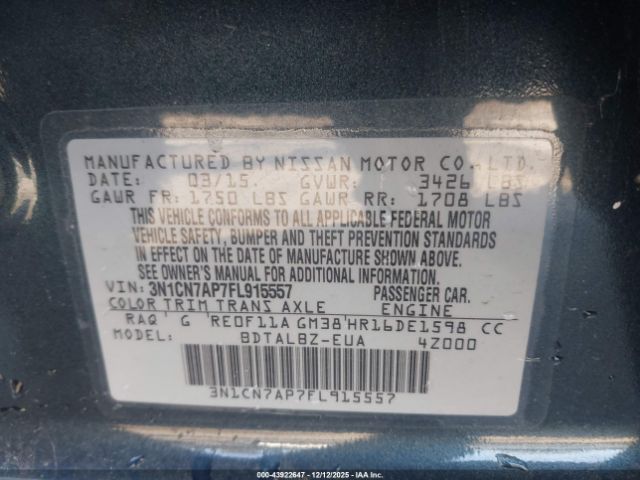 MANUFACTURED BY NISSAN MOTOR CO.,LTD.
DATE: 03/15 GVWR: 3426 LBS
GAWR FR: 1750 LBS GAWR RR: 1708 LBS
THIS VEHICLE CONFORMS TO ALL APPLICABLE FEDERAL MOTOR
VEHICLE SAFETY, BUMPER AND THEFT PREVENTION STANDARDS
IN EFFECT ON THE DATE OF MANUFACTURE SHOWN ABOVE.
SEE OWNER'S MANUAL FOR ADDITIONAL INFORMATION.
VIN: 3N1CN7AP7FL915557 PASSENGER CAR.
COLOR TRIM TRANS AXLE ENGINE
RAQ G RE0F11A GM38 HR16DE1598 CC
MODEL: BDTALBZ-EUA 4Z000
3N1CN7AP7FL915557
000-43922647 - 12/12/2025 - IAA Inc.